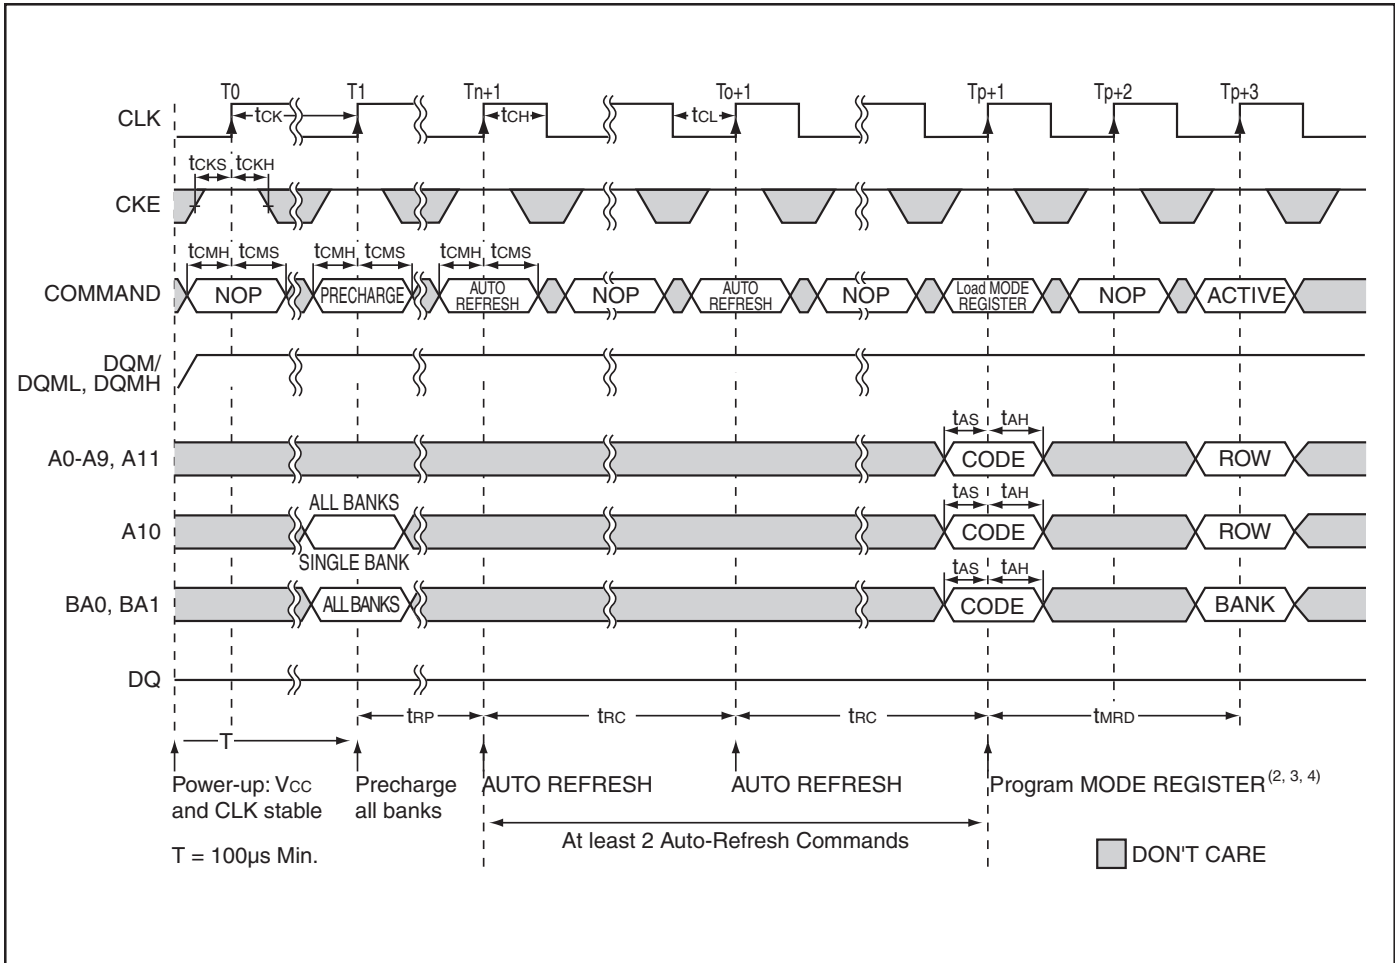 T0 T1 Tn+1 To+1 Tp+1 Tp+2 Tp+3
CLK tCK tCH tCL
tCKS tCKH
CKE
tCMH tCMS tCMH tCMS tCMH tCMS
COMMAND NOP PRECHARGE AUTO REFRESH NOP AUTO REFRESH NOP Load MODE REGISTER NOP ACTIVE
DQM/
DQML, DQMH
tAS tAH
A0-A9, A11 CODE ROW
ALL BANKS tAS tAH
A10 CODE ROW
SINGLE BANK tAS tAH
BA0, BA1 ALL BANKS CODE BANK
DQ
tRP tRC tRC tMRD
T
Power-up: VCC Precharge AUTO REFRESH AUTO REFRESH Program MODE REGISTER(2, 3, 4)
and CLK stable all banks
At least 2 Auto-Refresh Commands
T = 100µs Min. DON'T CARE